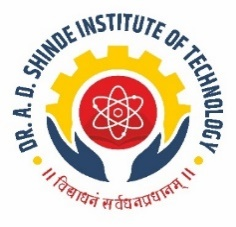 DR. A. D. SHINDE INSTITUTE OF TECHNOLOGY
॥ विद्याधनं सर्वधनप्रधानम् ॥